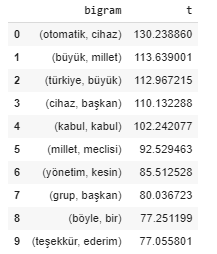 bigram t
0 (otomatik, cihaz) 130.238860
1 (büyük, millet) 113.639001
2 (türkiye, büyük) 112.967215
3 (cihaz, başkan) 110.132288
4 (kabul, kabul) 102.242077
5 (millet, meclisi) 92.529463
6 (yönetim, kesin) 85.512528
7 (grup, başkan) 80.036723
8 (böyle, bir) 77.251199
9 (teşekkür, ederim) 77.055801